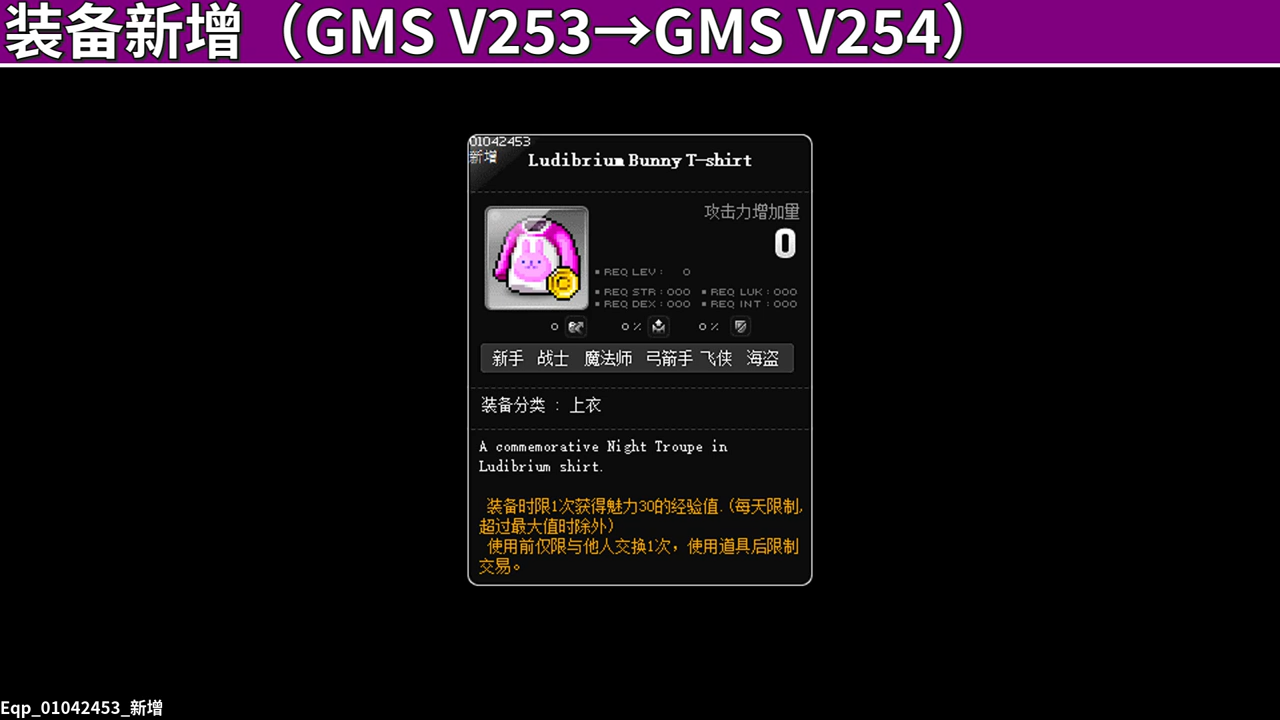 装备新增（GMS V253→GMS V254）
01042453
新增
Ludibrium Bunny T-shirt
攻击力增加里
0
REQ LEV : 0
REQ STR : 000 REQ LUK : 000
REQ DEX : 000 REQ INT : 000
0 0 % 0 %
新手 战士 魔法师 弓箭手 飞侠 海盗
装备分类 : 上衣
A commemorative Night Troupe in
Ludibrium shirt.
装备时限1次获得魅力30的经验值.(每天限制,
超过最大值时除外)
使用前仅限与他人交换1次，使用道具后限制
交易。
Eqp_01042453_新增